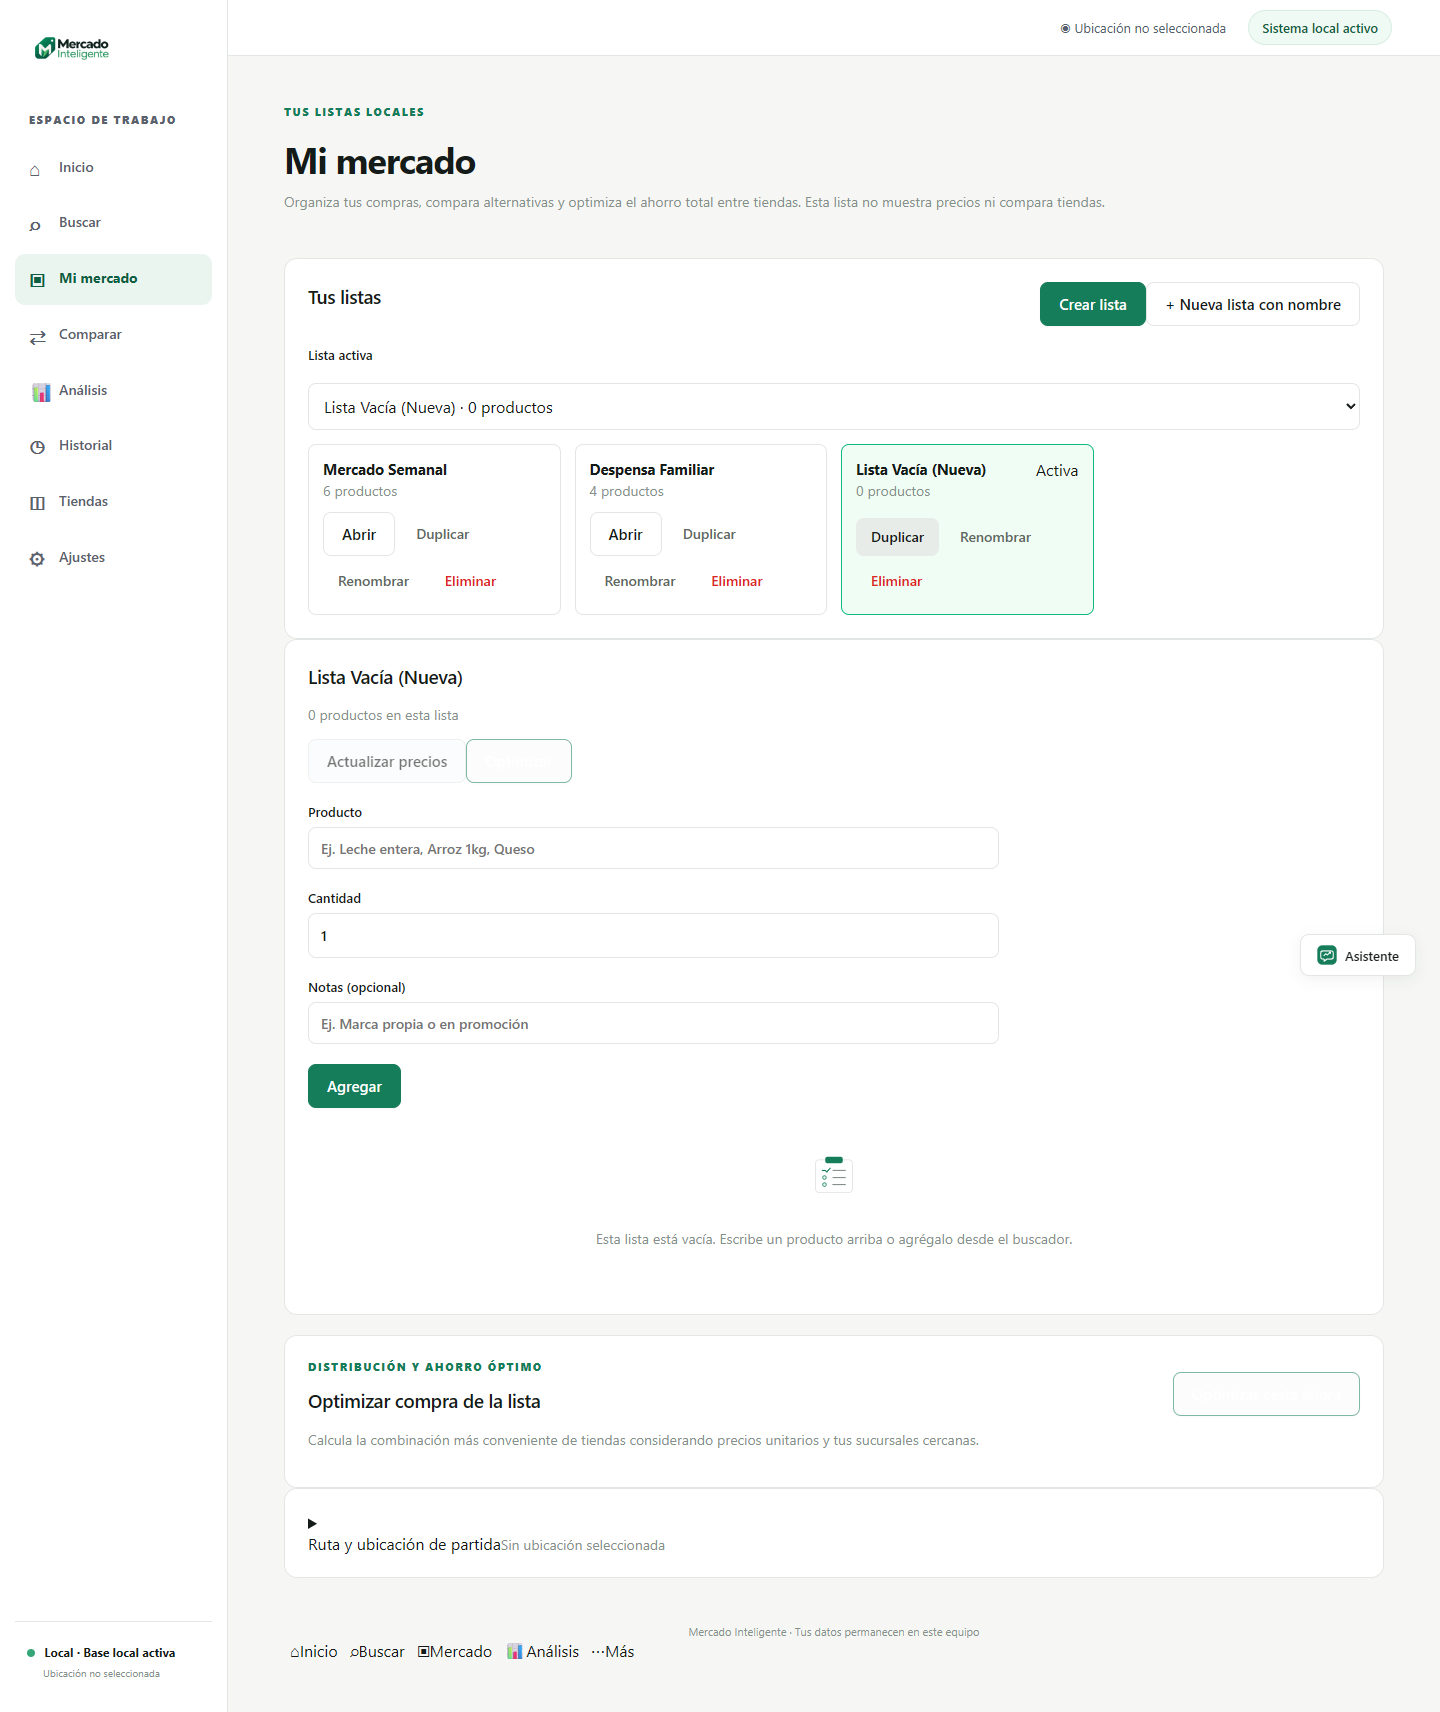 Mercado
Inteligente
◉ Ubicación no seleccionada
Sistema local activo
ESPACIO DE TRABAJO
Inicio
Buscar
Mi mercado
Comparar
Análisis
Historial
Tiendas
Ajustes
TUS LISTAS LOCALES
Mi mercado
Organiza tus compras, compara alternativas y optimiza el ahorro total entre tiendas. Esta lista no muestra precios ni compara tiendas.
Tus listas
Crear lista
+ Nueva lista con nombre
Lista activa
Lista Vacía (Nueva) · 0 productos
Mercado Semanal
6 productos
Abrir
Duplicar
Renombrar
Eliminar
Despensa Familiar
4 productos
Abrir
Duplicar
Renombrar
Eliminar
Lista Vacía (Nueva)
Activa
0 productos
Duplicar
Renombrar
Eliminar
Lista Vacía (Nueva)
0 productos en esta lista
Actualizar precios
Producto
Ej. Leche entera, Arroz 1kg, Queso
Cantidad
1
Notas (opcional)
Ej. Marca propia o en promoción
Agregar
Asistente
Esta lista está vacía. Escribe un producto arriba o agrégalo desde el buscador.
DISTRIBUCIÓN Y AHORRO ÓPTIMO
Optimizar compra de la lista
Calcula la combinación más conveniente de tiendas considerando precios unitarios y tus sucursales cercanas.
Ruta y ubicación de partidaSin ubicación seleccionada
Mercado Inteligente · Tus datos permanecen en este equipo
⌂Inicio ⌕Buscar ▣Mercado 📊 Análisis ⋯Más
Local · Base local activa
Ubicación no seleccionada